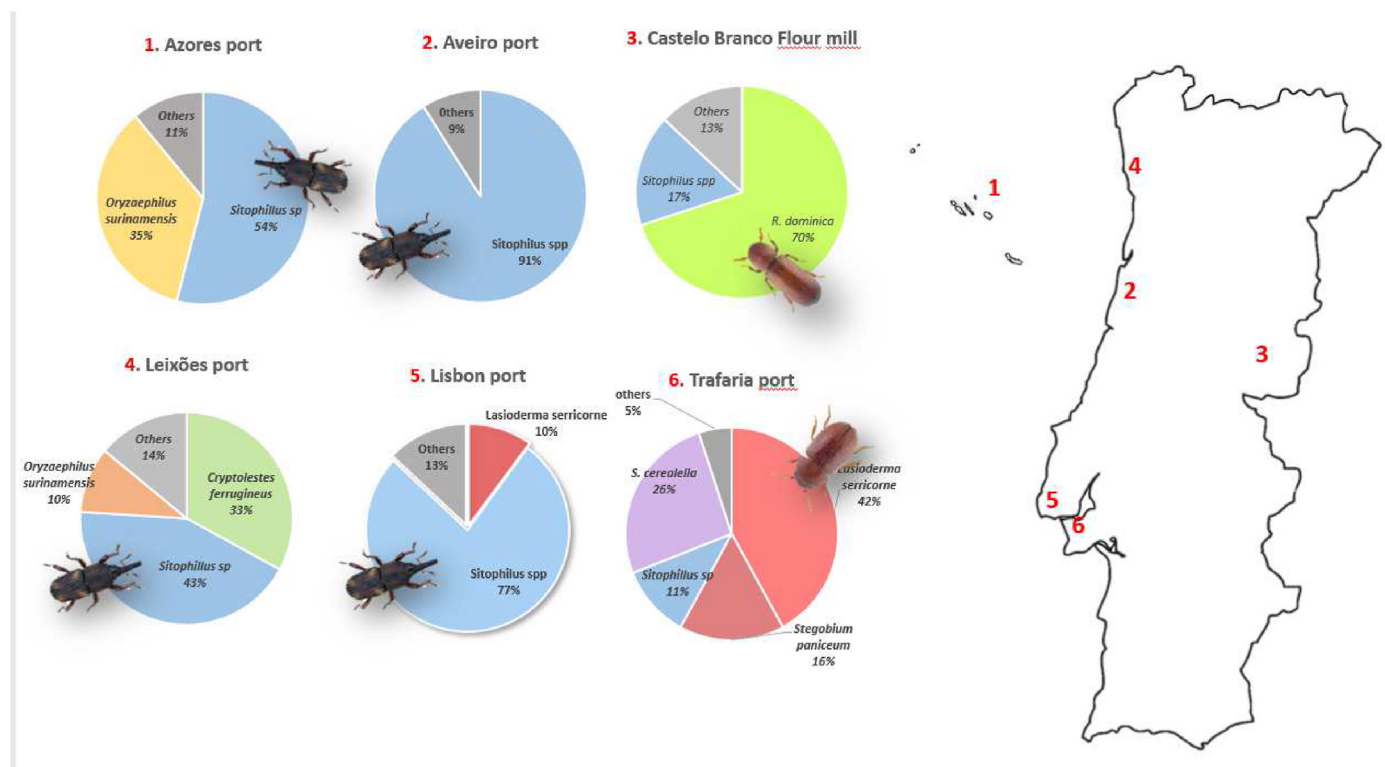 1. Azores port
Others
11%
Oryzaephilus
surinamensis
35%
Sitophillus sp
54%
2. Aveiro port
Others
9%
Sitophilus spp
91%
3. Castelo Branco Flour mill
Others
13%
Sitophilus spp
17%
R. dominica
70%
4. Leixões port
Others
14%
Oryzaephilus
surinamensis
10%
Cryptolestes
ferrugineus
33%
Sitophillus sp
43%
5. Lisbon port
Lasioderma serricorne
10%
Others
13%
Sitophilus spp
77%
6. Trafaria port
others
5%
S. cerealella
26%
Lasioderma
serricorne
42%
Sitophillus sp
11%
Stegobium
paniceum
16%
4
1
2
3
5
6